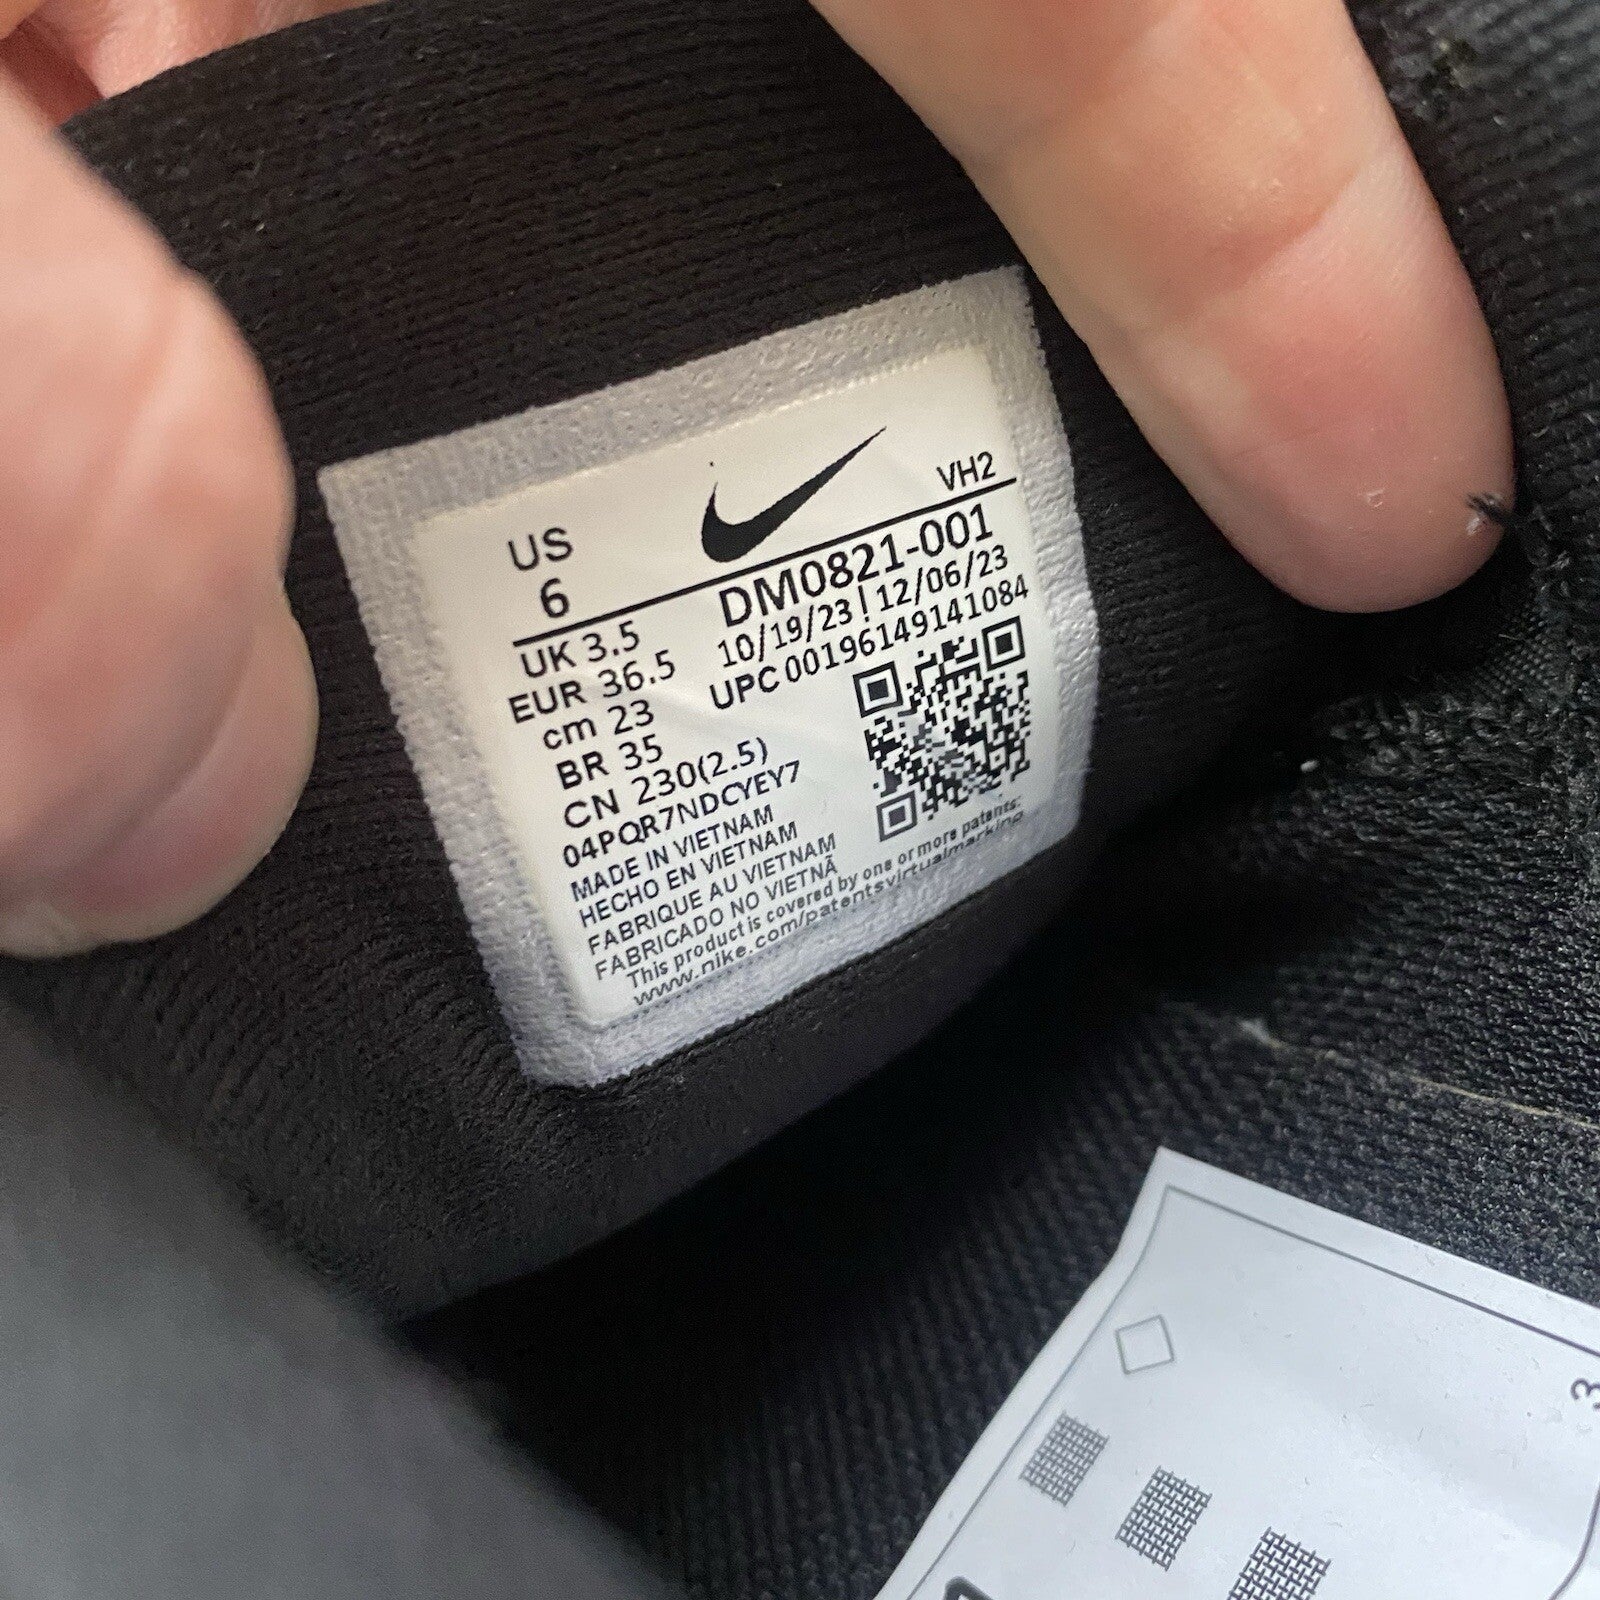 US
6
VH2
DM0821-001
10/19/23 ¦ 12/06/23
UPC 00196149141084
UK 3.5
EUR 36.5
cm 23
BR 35
CN 230(2.5)
04PQR7NDCYEY7
MADE IN VIETNAM
HECHO EN VIETNAM
FABRIQUE AU VIETNAM
FABRICADO NO VIETNÃ
This product is covered by one or more patents:
www.nike.com/patentsvirtualmarking
3